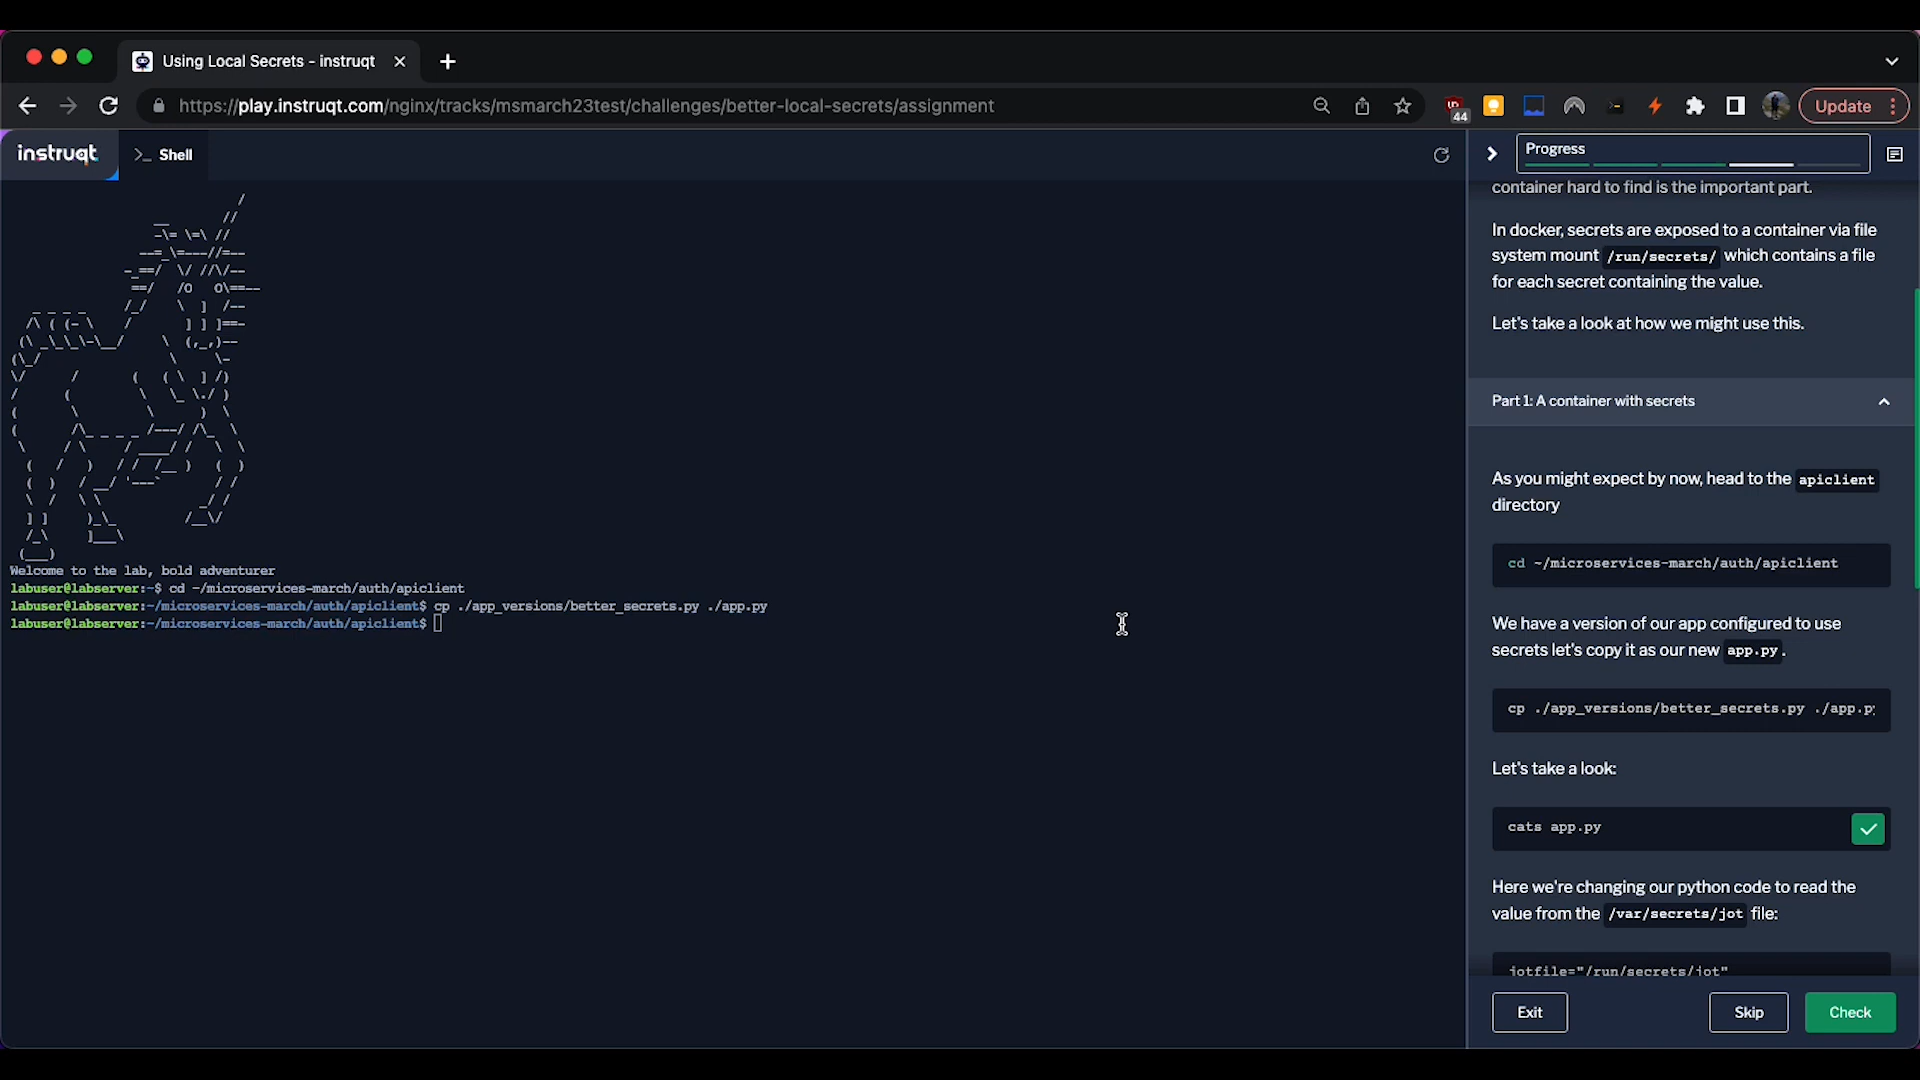 Using Local Secrets - instruqt
https://play.instruqt.com/nginx/tracks/msmarch23test/challenges/better-local-secrets/assignment
44
Update
instruqt
>_ Shell
Progress
container hard to find is the important part.
In docker, secrets are exposed to a container via file
system mount /run/secrets/ which contains a file
for each secret containing the value.
Let's take a look at how we might use this.
Part 1: A container with secrets
As you might expect by now, head to the apiclient
directory
cd ~/microservices-march/auth/apiclient
We have a version of our app configured to use
secrets let's copy it as our new app.py.
cp ./app_versions/better_secrets.py ./app.py
Let's take a look:
cats app.py
Here we're changing our python code to read the
value from the /var/secrets/jot file:
jotfile="/run/secrets/jot"
Exit
Skip
Check
Welcome to the lab, bold adventurer
labuser@labserver:~$ cd ~/microservices-march/auth/apiclient
labuser@labserver:~/microservices-march/auth/apiclient$ cp ./app_versions/better_secrets.py ./app.py
labuser@labserver:~/microservices-march/auth/apiclient$